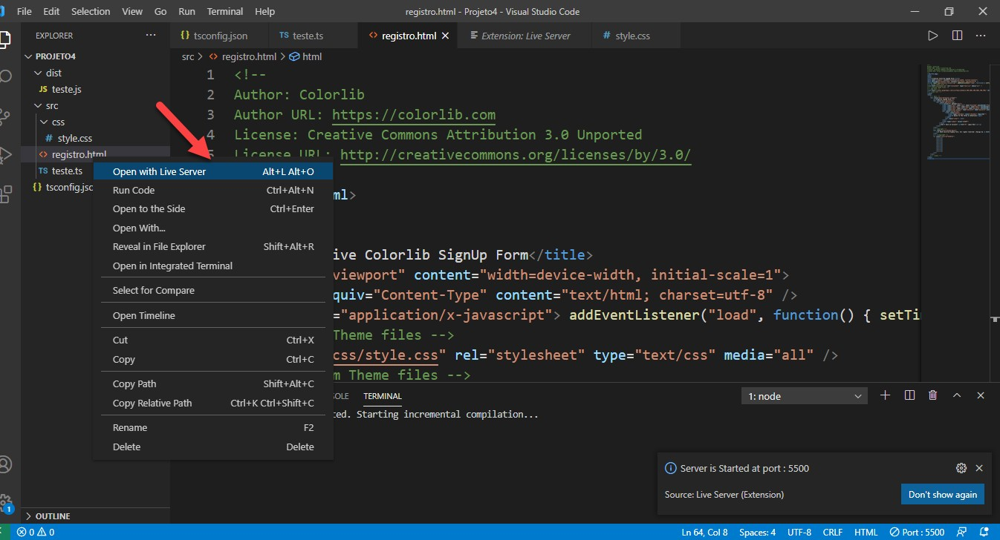 File Edit Selection View Go Run Terminal Help
registro.html - Projeto4 - Visual Studio Code
EXPLORER
PROJETO4
dist
JS teste.js
src
css
# style.css
<> registro.html
TS teste.ts
{} tsconfig.jsc
OUTLINE
{} tsconfig.json
TS teste.ts
<> registro.html
Extension: Live Server
# style.css
src > <> registro.html > html
1 <!--
2 Author: Colorlib
3 Author URL: https://colorlib.com
4 License: Creative Commons Attribution 3.0 Unported
5 License URL: http://creativecommons.org/licenses/by/3.0/
ml>
ive Colorlib SignUp Form</title>
viewport" content="width=device-width, initial-scale=1">
quiv="Content-Type" content="text/html; charset=utf-8" />
="application/x-javascript"> addEventListener("load", function() { setTi
Theme files -->
css/style.css" rel="stylesheet" type="text/css" media="all" />
m Theme files -->
Open with Live Server Alt+L Alt+O
Run Code Ctrl+Alt+N
Open to the Side Ctrl+Enter
Open With...
Reveal in File Explorer Shift+Alt+R
Open in Integrated Terminal
Select for Compare
Open Timeline
Cut Ctrl+X
Copy Ctrl+C
Copy Path Shift+Alt+C
Copy Relative Path Ctrl+K Ctrl+Shift+C
Rename F2
Delete Delete
SOLE TERMINAL
1: node
ted. Starting incremental compilation...
Server is Started at port : 5500
Source: Live Server (Extension)
Don't show again
1
0 0
Ln 64, Col 8 Spaces: 4 UTF-8 CRLF HTML Port : 5500